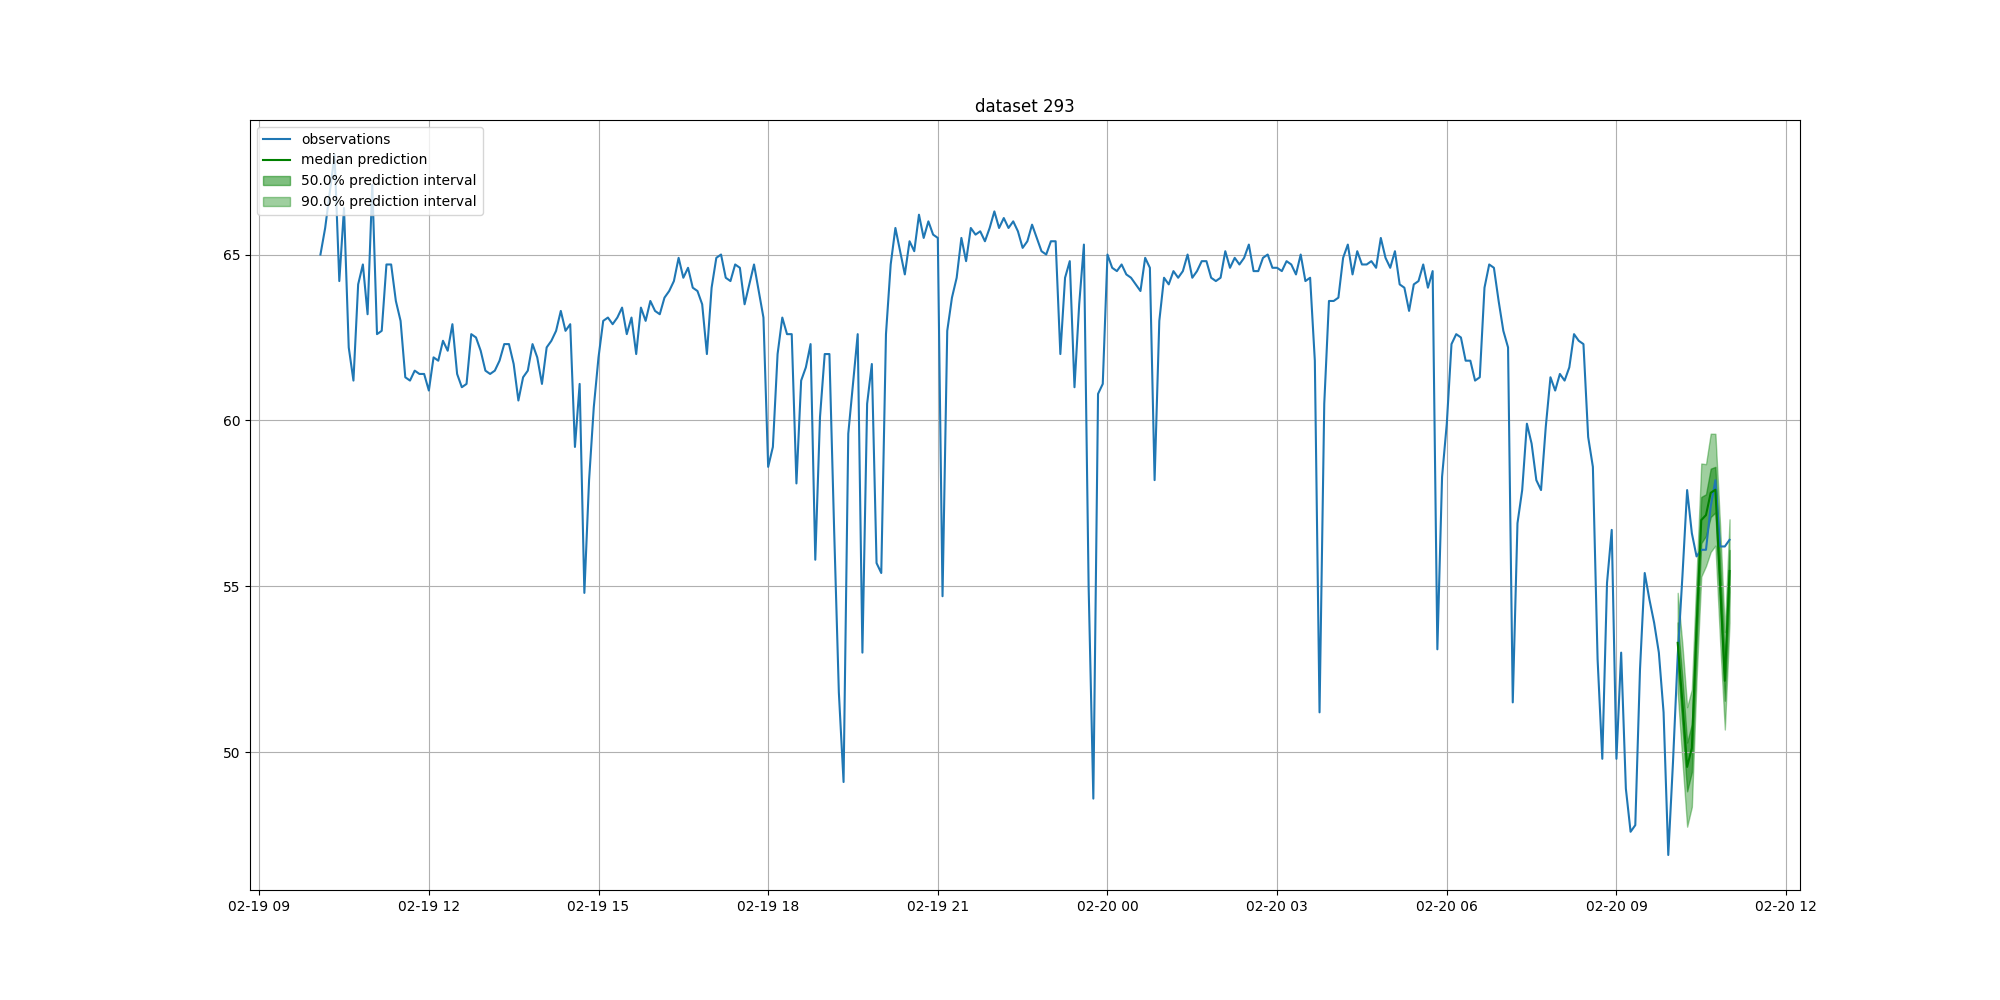 dataset 293
observations
median prediction
50.0% prediction interval
90.0% prediction interval
65
60
55
50
02-19 09
02-19 12
02-19 15
02-19 18
02-19 21
02-20 00
02-20 03
02-20 06
02-20 09
02-20 12